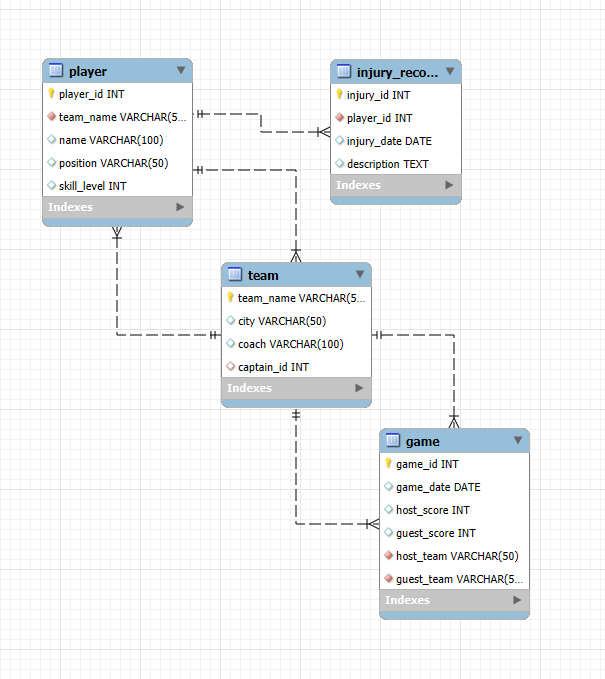 player
player_id INT
team_name VARCHAR(5...
name VARCHAR(100)
position VARCHAR(50)
skill_level INT
Indexes
injury_reco...
injury_id INT
player_id INT
injury_date DATE
description TEXT
Indexes
team
team_name VARCHAR(5...
city VARCHAR(50)
coach VARCHAR(100)
captain_id INT
Indexes
game
game_id INT
game_date DATE
host_score INT
guest_score INT
host_team VARCHAR(50)
guest_team VARCHAR(5...
Indexes